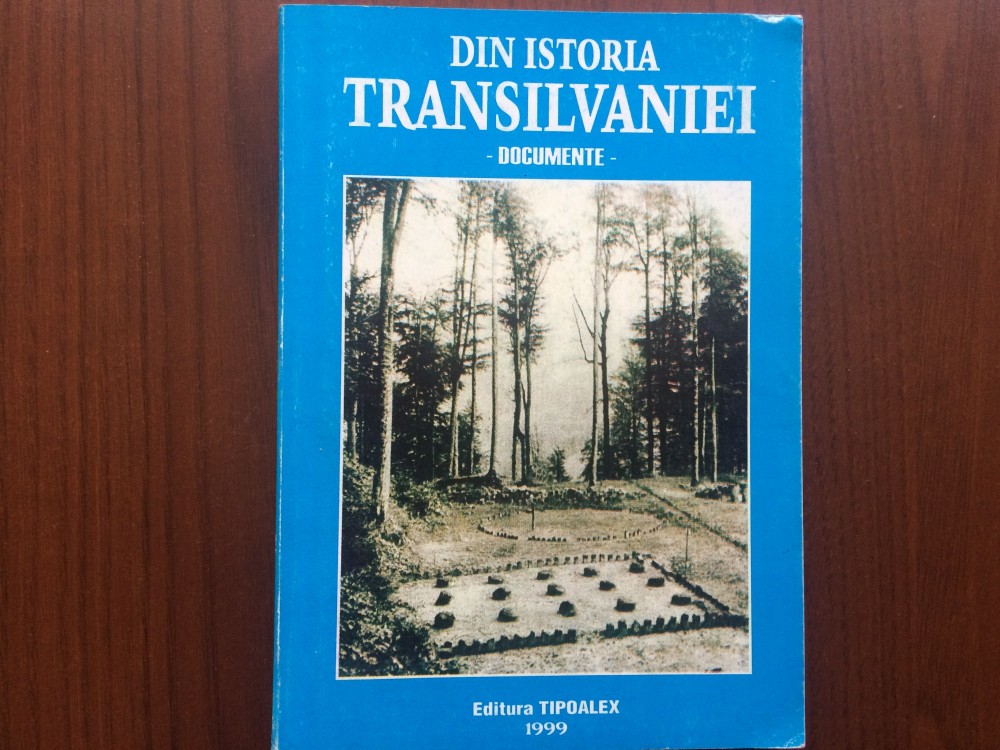 DIN ISTORIA
TRANSILVANIEI
- DOCUMENTE -
Editura TIPOALEX
1999